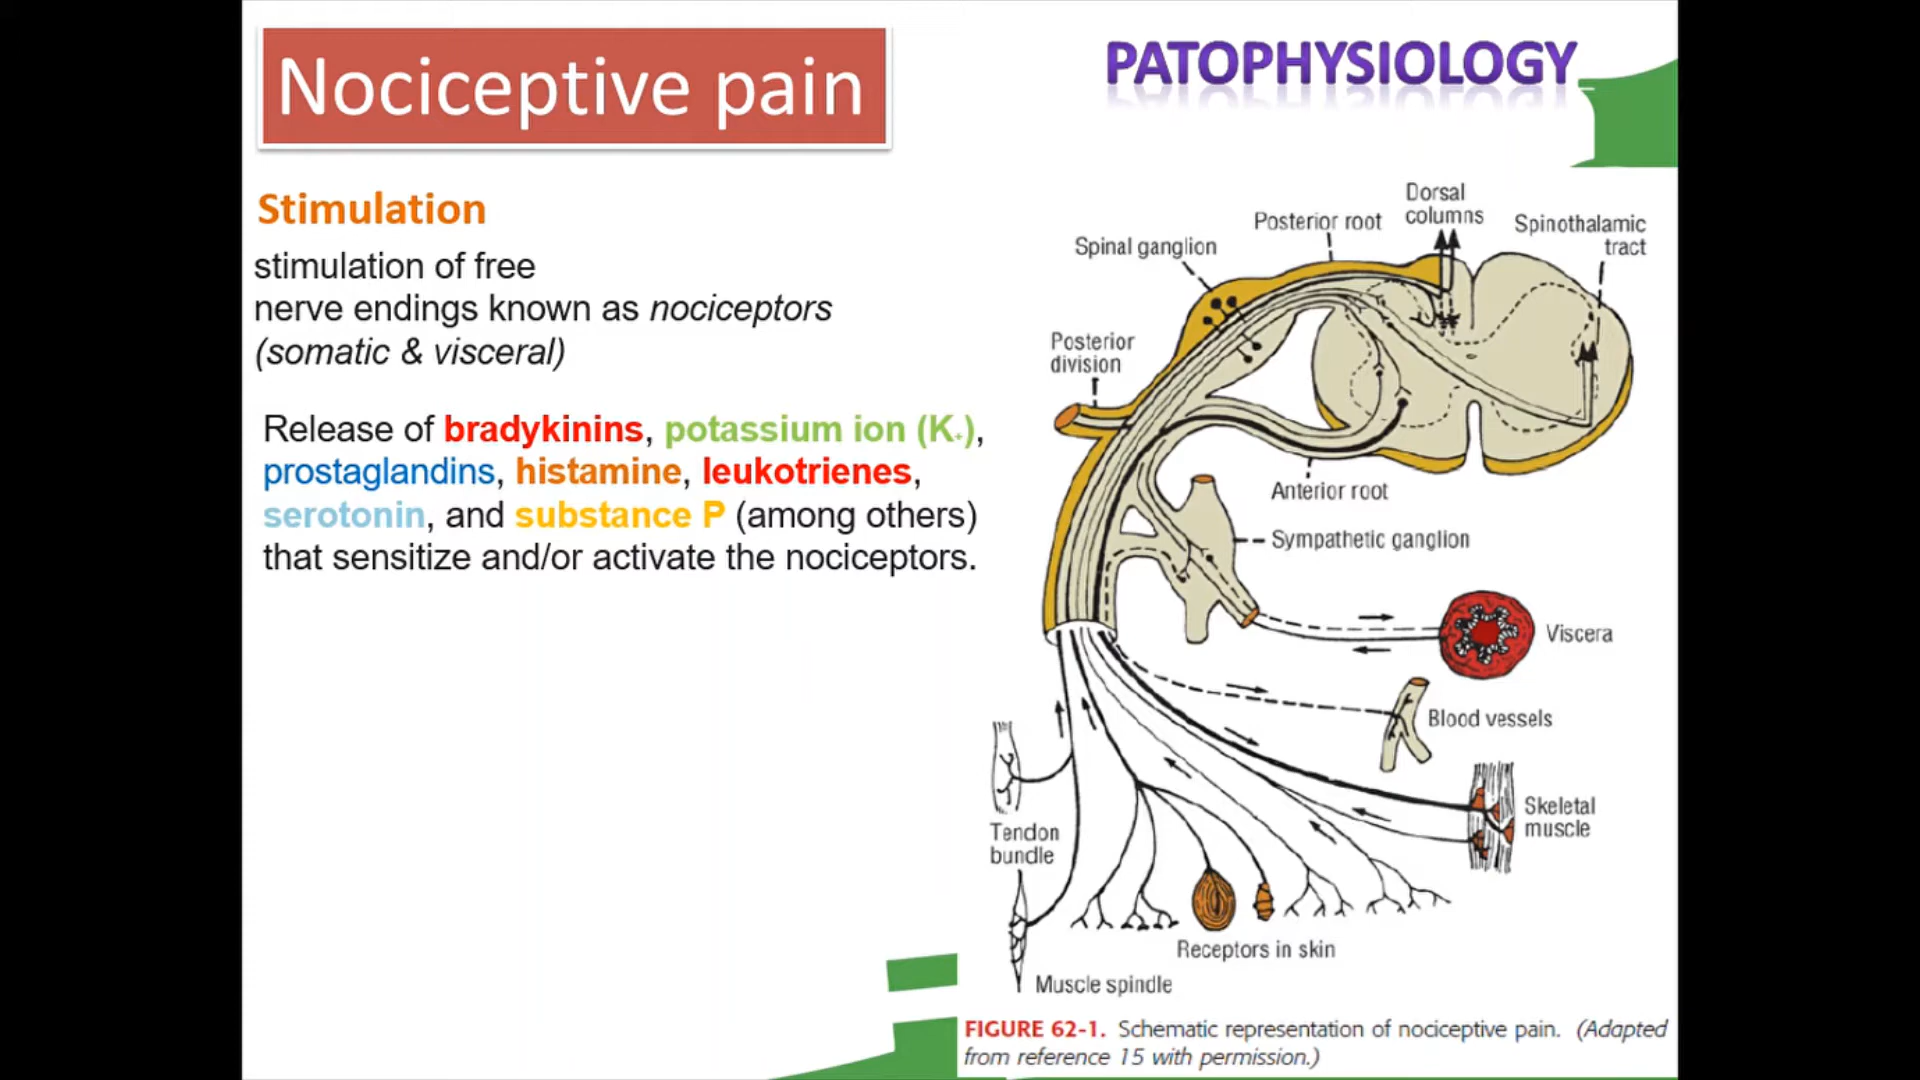 Nociceptive pain
PATOPHYSIOLOGY
Stimulation
stimulation of free
nerve endings known as nociceptors
(somatic & visceral)
Release of bradykinins, potassium ion (K+),
prostaglandins, histamine, leukotrienes,
serotonin, and substance P (among others)
that sensitize and/or activate the nociceptors.
Dorsal
columns
Posterior root
Spinothalamic
tract
Spinal ganglion
Posterior
division
Anterior root
Sympathetic ganglion
Viscera
Blood vessels
Skeletal
muscle
Tendon
bundle
Receptors in skin
Muscle spindle
FIGURE 62-1. Schematic representation of nociceptive pain. (Adapted
from reference 15 with permission.)